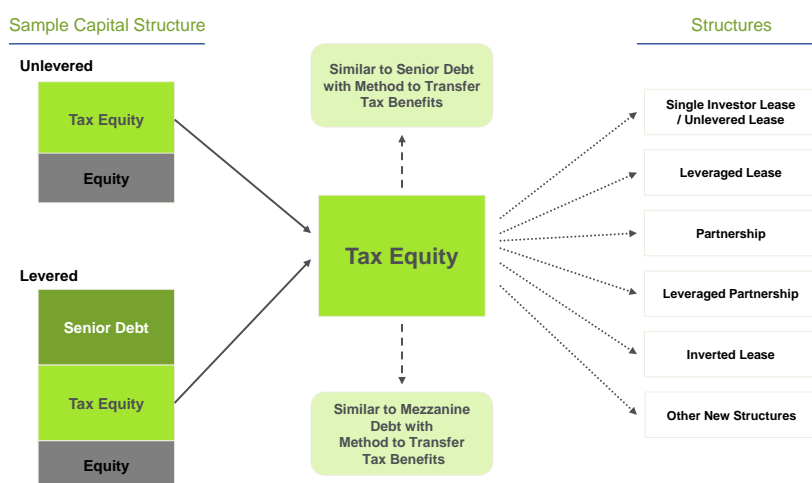 Sample Capital Structure
Structures
Unlevered
Tax Equity
Equity
Levered
Senior Debt
Tax Equity
Equity
Similar to Senior Debt
with Method to Transfer
Tax Benefits
Tax Equity
Similar to Mezzanine
Debt with
Method to Transfer
Tax Benefits
Single Investor Lease
/ Unlevered Lease
Leveraged Lease
Partnership
Leveraged Partnership
Inverted Lease
Other New Structures